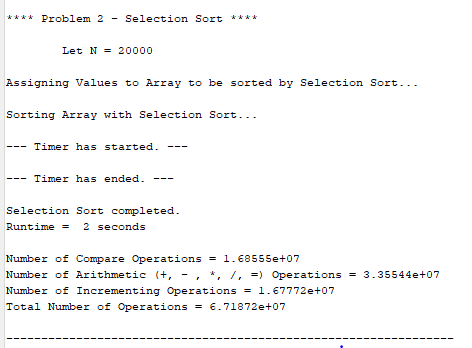 **** Problem 2 - Selection Sort ****
Let N = 20000
Assigning Values to Array to be sorted by Selection Sort...
Sorting Array with Selection Sort...
--- Timer has started. ---
--- Timer has ended. ---
Selection Sort completed.
Runtime =  2 seconds
Number of Compare Operations = 1.68555e+07
Number of Arithmetic (+, - , *, /, =) Operations = 3.35544e+07
Number of Incrementing Operations = 1.67772e+07
Total Number of Operations = 6.71872e+07
----------------------------------------------------------------